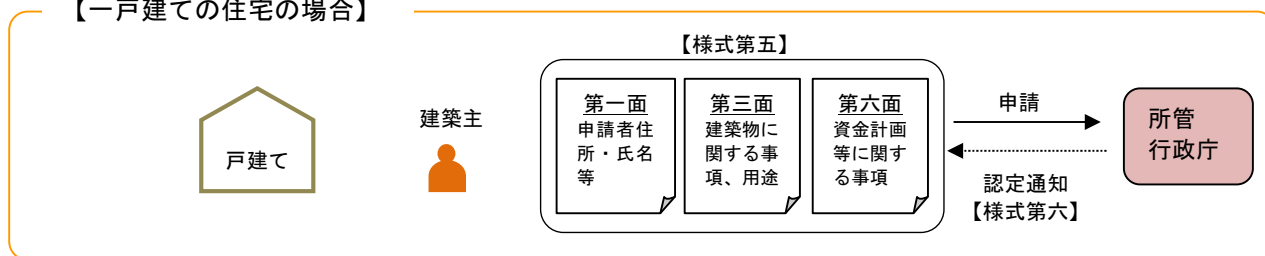 【一戸建ての住宅の場合】
【様式第五】
戸建て
建築主
第一面
申請者住
所・氏名
等
第三面
建築物に
関する事
項、用途
第六面
資金計画
等に関す
る事項
申請
認定通知
【様式第六】
所管
行政庁